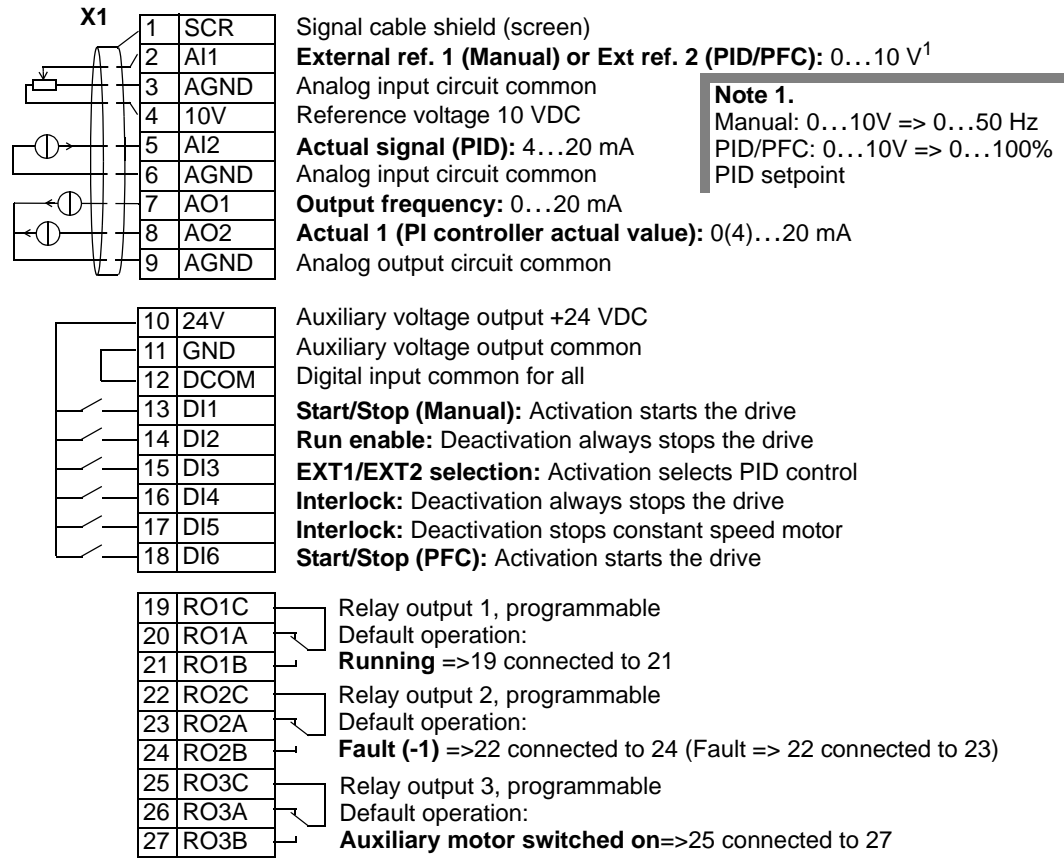 X1
1 SCR Signal cable shield (screen)
2 AI1 External ref. 1 (Manual) or Ext ref. 2 (PID/PFC): 0…10 V1
3 AGND Analog input circuit common
4 10V Reference voltage 10 VDC
5 AI2 Actual signal (PID): 4…20 mA
6 AGND Analog input circuit common
7 AO1 Output frequency: 0…20 mA
8 AO2 Actual 1 (PI controller actual value): 0(4)…20 mA
9 AGND Analog output circuit common
Note 1.
Manual: 0…10V => 0…50 Hz
PID/PFC: 0…10V => 0…100%
PID setpoint
10 24V Auxiliary voltage output +24 VDC
11 GND Auxiliary voltage output common
12 DCOM Digital input common for all
13 DI1 Start/Stop (Manual): Activation starts the drive
14 DI2 Run enable: Deactivation always stops the drive
15 DI3 EXT1/EXT2 selection: Activation selects PID control
16 DI4 Interlock: Deactivation always stops the drive
17 DI5 Interlock: Deactivation stops constant speed motor
18 DI6 Start/Stop (PFC): Activation starts the drive
19 RO1C Relay output 1, programmable
20 RO1A Default operation:
21 RO1B Running =>19 connected to 21
22 RO2C Relay output 2, programmable
23 RO2A Default operation:
24 RO2B Fault (-1) =>22 connected to 24 (Fault => 22 connected to 23)
25 RO3C Relay output 3, programmable
26 RO3A Default operation:
27 RO3B Auxiliary motor switched on=>25 connected to 27